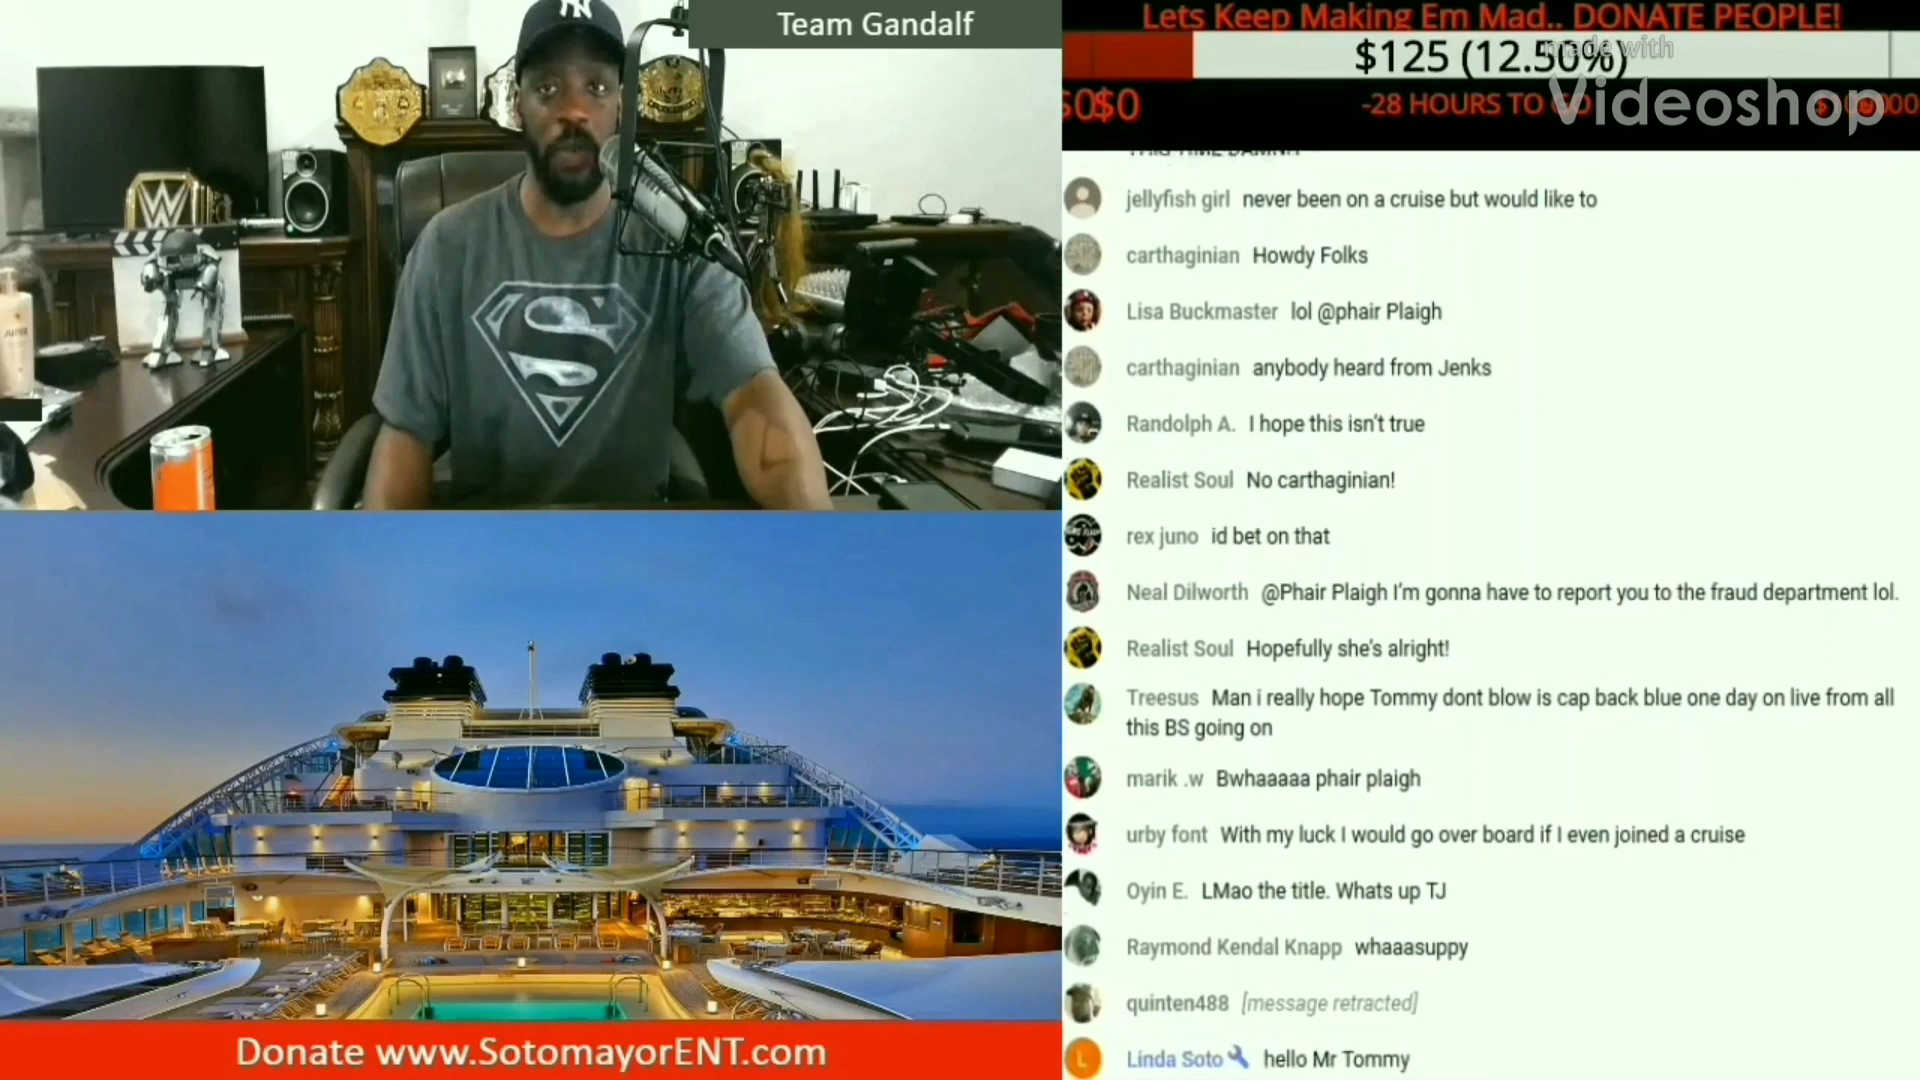 Team Gandalf
Lets Keep Making Em Mad.. DONATE PEOPLE!
$125 (12.50%)
made with
Videoshop
$0
-28 HOURS TO GO
jellyfish girl never been on a cruise but would like to
carthaginian Howdy Folks
Lisa Buckmaster lol @phair Plaigh
carthaginian anybody heard from Jenks
Randolph A. I hope this isn't true
Realist Soul No carthaginian!
rex juno id bet on that
Neal Dilworth @Phair Plaigh I'm gonna have to report you to the fraud department lol.
Realist Soul Hopefully she's alright!
Treesus Man i really hope Tommy dont blow is cap back blue one day on live from all
this BS going on
marik .w Bwhaaaaa phair plaigh
urby font With my luck I would go over board if I even joined a cruise
Oyin E. LMao the title. Whats up TJ
Raymond Kendal Knapp whaaasuppy
quinten488 [message retracted]
L Linda Soto hello Mr Tommy
Donate www.SotomayorENT.com